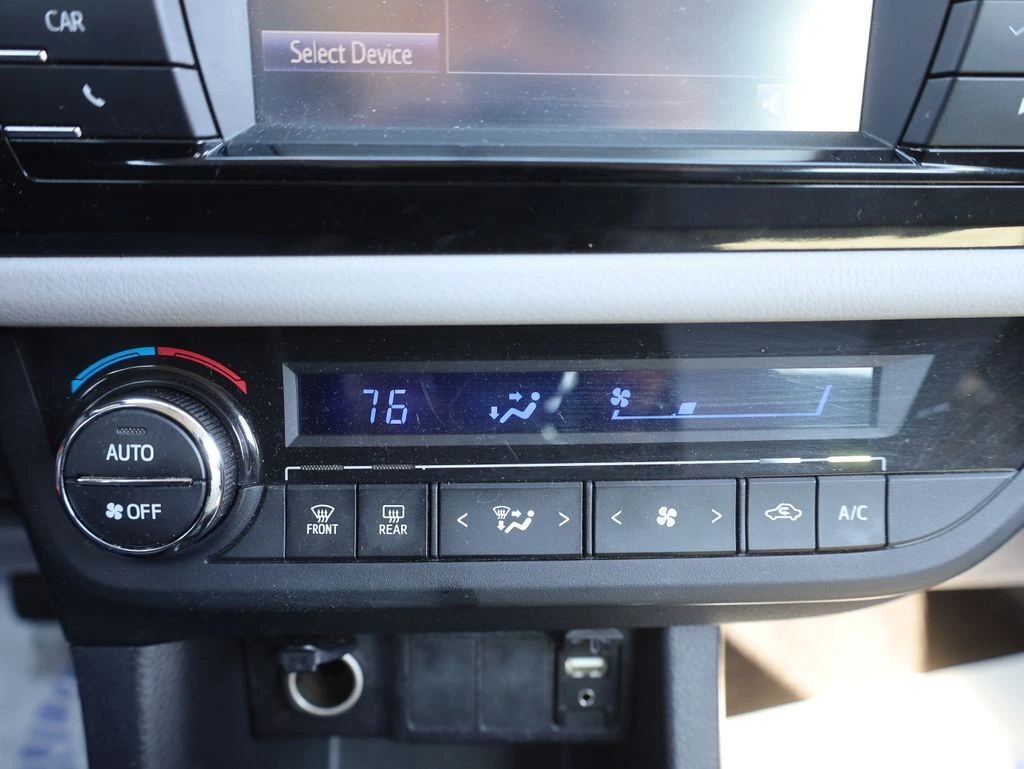 CAR
Select Device
76
AUTO
OFF
FRONT
REAR
< >
< >
A/C